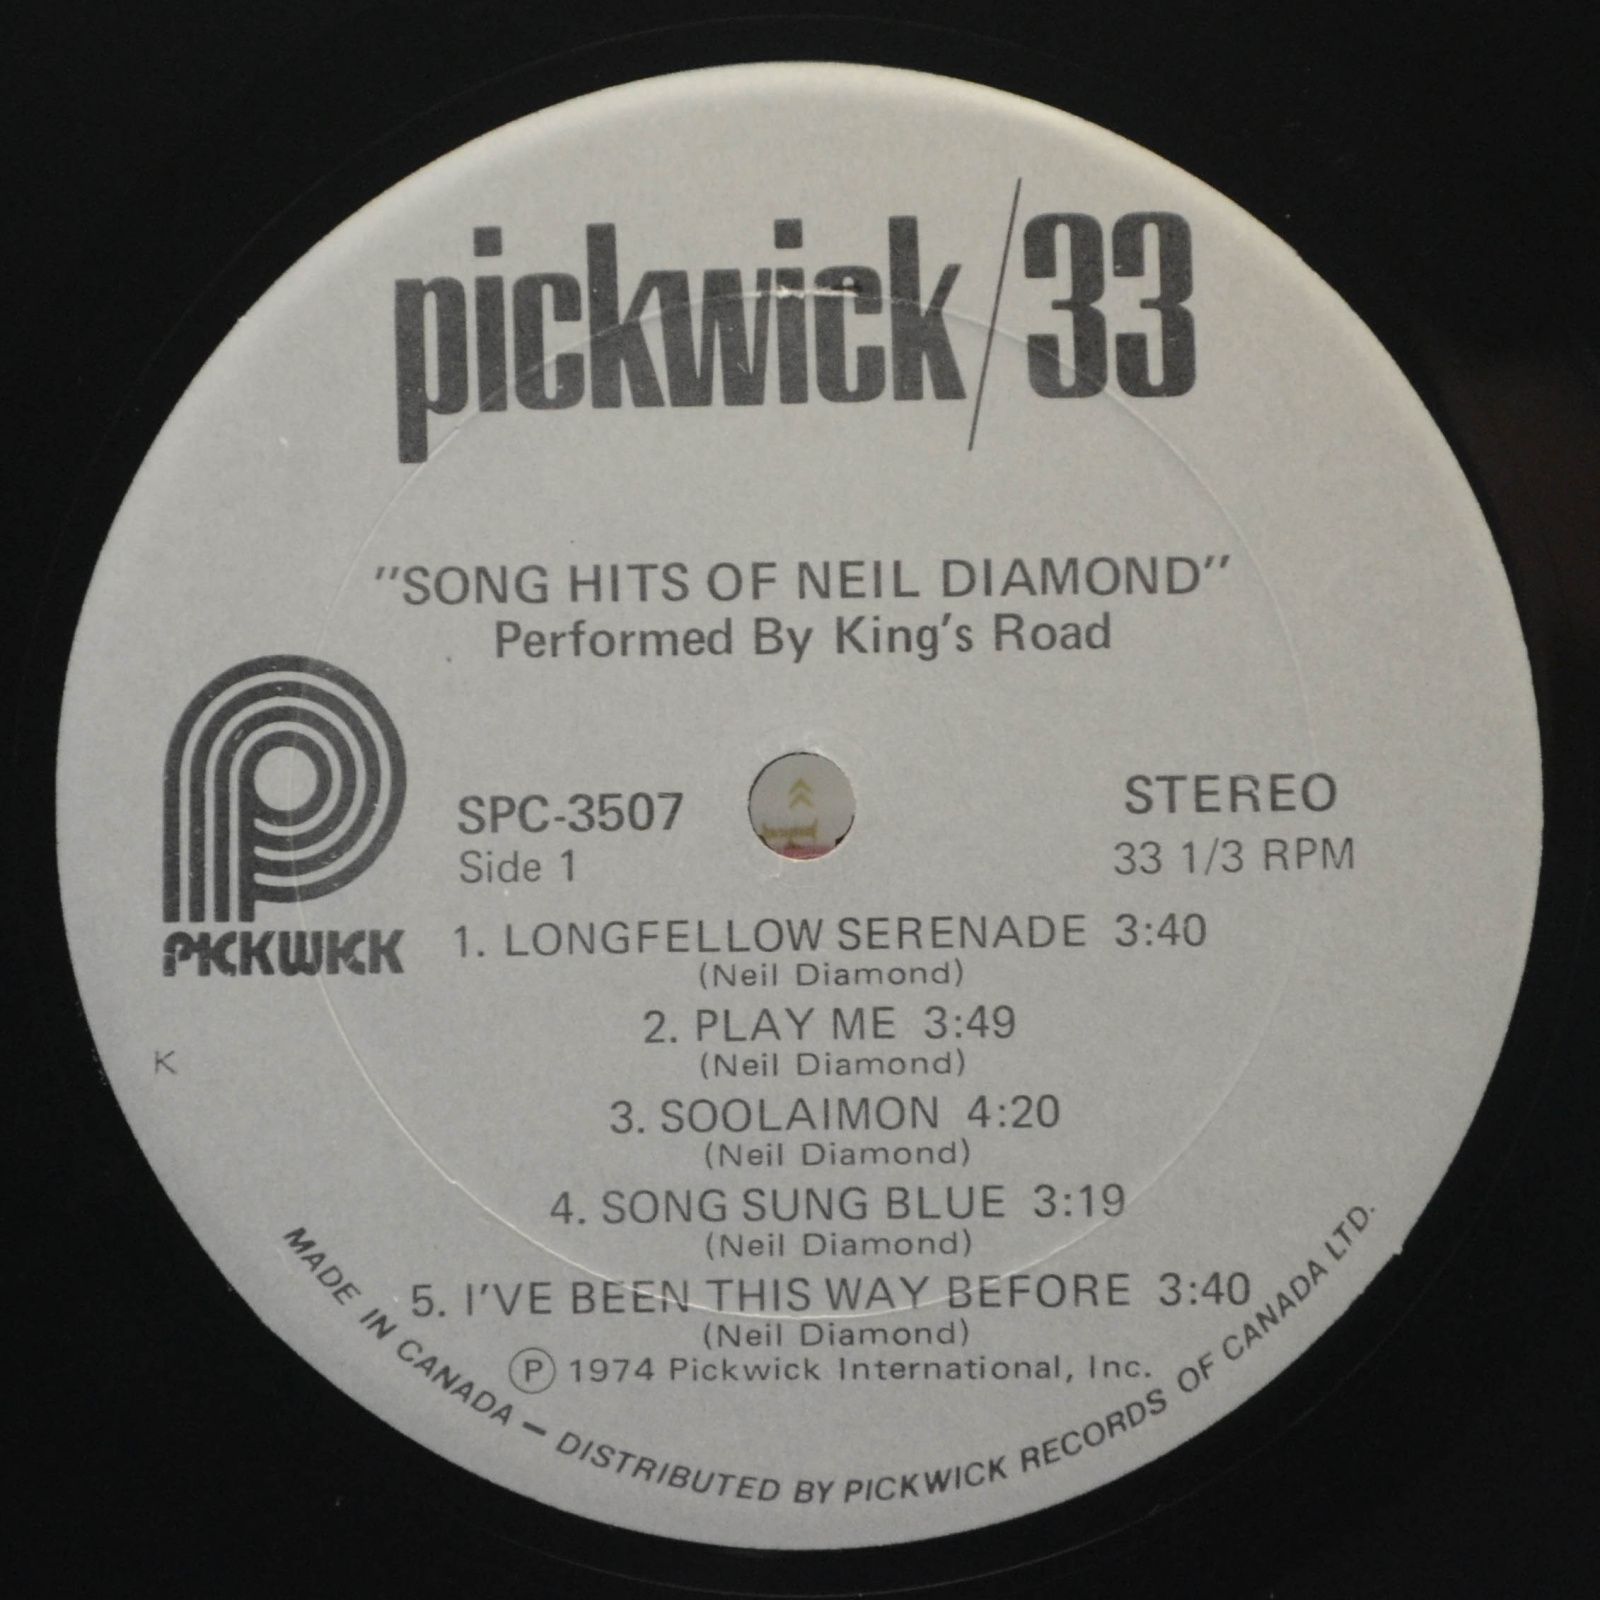 pickwick/33
"SONG HITS OF NEIL DIAMOND"
Performed By King's Road
PICKWICK
SPC-3507
Side 1
STEREO
33 1/3 RPM
1. LONGFELLOW SERENADE 3:40
(Neil Diamond)
2. PLAY ME 3:49
(Neil Diamond)
K
3. SOOLAIMON 4:20
(Neil Diamond)
4. SONG SUNG BLUE 3:19
(Neil Diamond)
5. I'VE BEEN THIS WAY BEFORE 3:40
(Neil Diamond)
Ⓟ 1974 Pickwick International, Inc.
MADE IN CANADA — DISTRIBUTED BY PICKWICK RECORDS OF CANADA LTD.